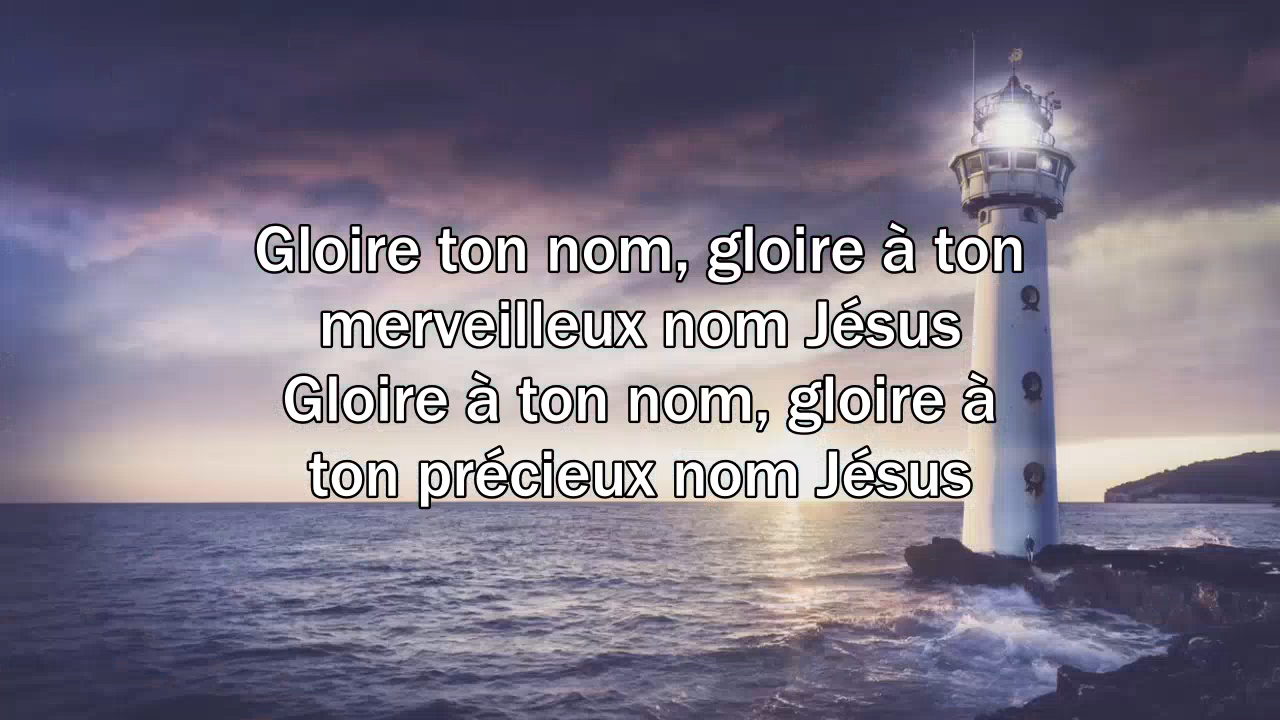 Gloire ton nom, gloire à ton
merveilleux nom Jésus
Gloire à ton nom, gloire à
ton précieux nom Jésus